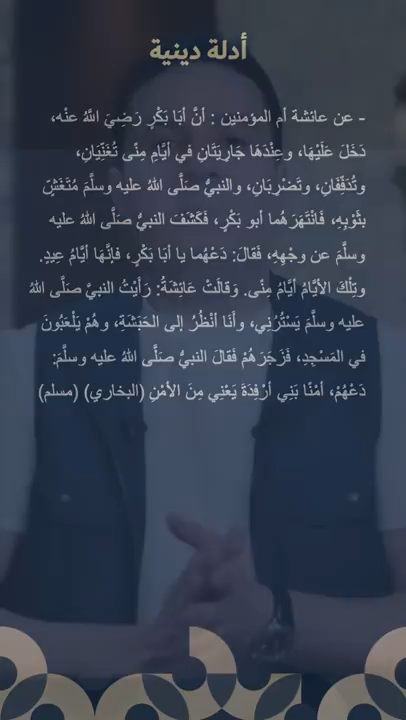 أدلة دينية
- عن عائشة أم المؤمنين : أنَّ أبَا بَكْرٍ رَضِيَ اللَّهُ عنْه،
دَخَلَ عَلَيْهَا، وعِنْدَهَا جَارِيَتَانِ في أيَّامِ مِنًى تُغَنِّيَانِ،
وتُدَفِّفَانِ، وتَضْرِبَانِ، والنبيُّ صلَّى اللهُ عليه وسلَّمَ مُتَغَشٍّ
بثَوْبِهِ، فَانْتَهَرَهُما أبو بَكْرٍ، فَكَشَفَ النبيُّ صَلَّى اللهُ عليه
وسلَّمَ عن وجْهِهِ، فَقَالَ: دَعْهُما يا أبَا بَكْرٍ، فإنَّهَا أيَّامُ عِيدٍ.
وتِلْكَ الأيَّامُ أيَّامُ مِنًى. وَقالَتْ عَائِشَةُ: رَأَيْتُ النبيَّ صَلَّى اللهُ
عليه وسلَّمَ يَسْتُرُنِي، وأَنَا أنْظُرُ إلى الحَبَشَةِ، وهُمْ يَلْعَبُونَ
في المَسْجِدِ، فَزَجَرَهُمْ فَقالَ النبيُّ صلَّى اللهُ عليه وسلَّمَ:
دَعْهُمْ، أمْنًا بَنِي أرْفِدَةَ يَعْنِي مِنَ الأمْنِ (البخاري) (مسلم)